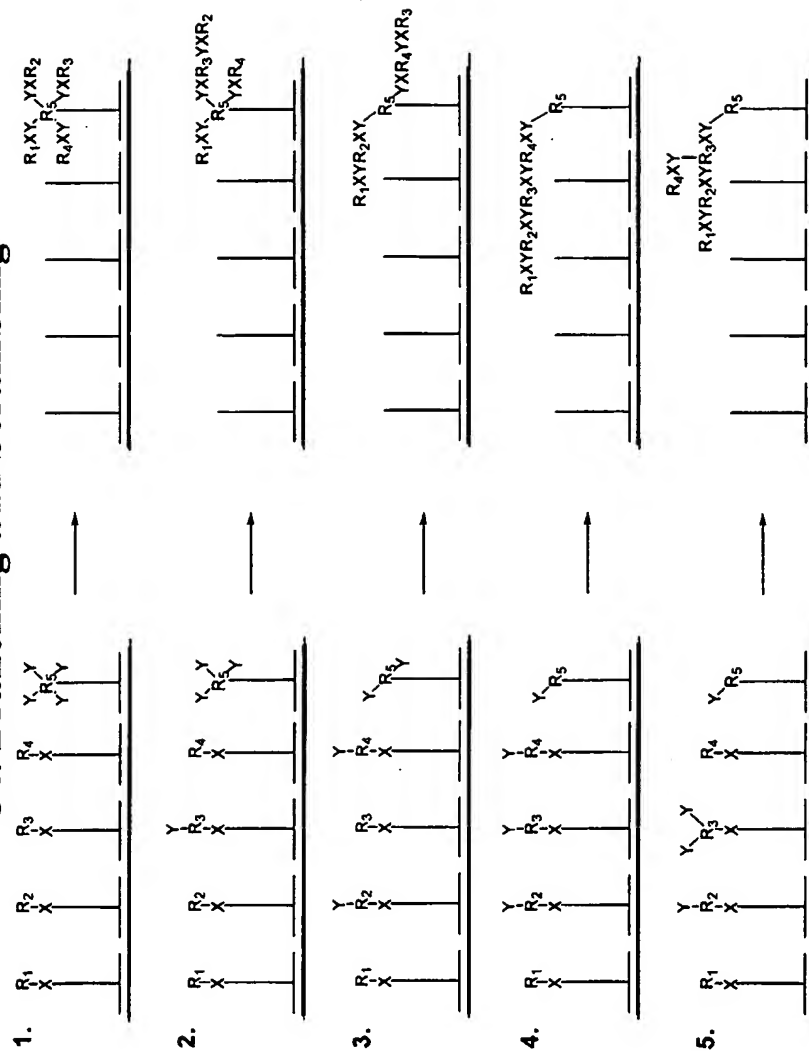 1.
R1 R2 R3 R4 Y Y
X X X X R5
Y Y
R1XY YXR2
R5
R4XY YXR3
2.
Y
R1 R2 R3 R4 Y Y
X X X X R5
Y
R1XY YXR3YXR2
R5
YXR4
3.
Y Y
R1 R2 R3 R4 Y
X X X X R5
Y
R1XYR2XY
R5
YXR4YXR3
4.
Y Y Y
R1 R2 R3 R4 Y
X X X X R5
R1XYR2XYR3XYR4XY
R5
5.
Y Y Y
R1 R2 R3 R4 Y
X X X X R5
R4XY
R1XYR2XYR3XY
R5